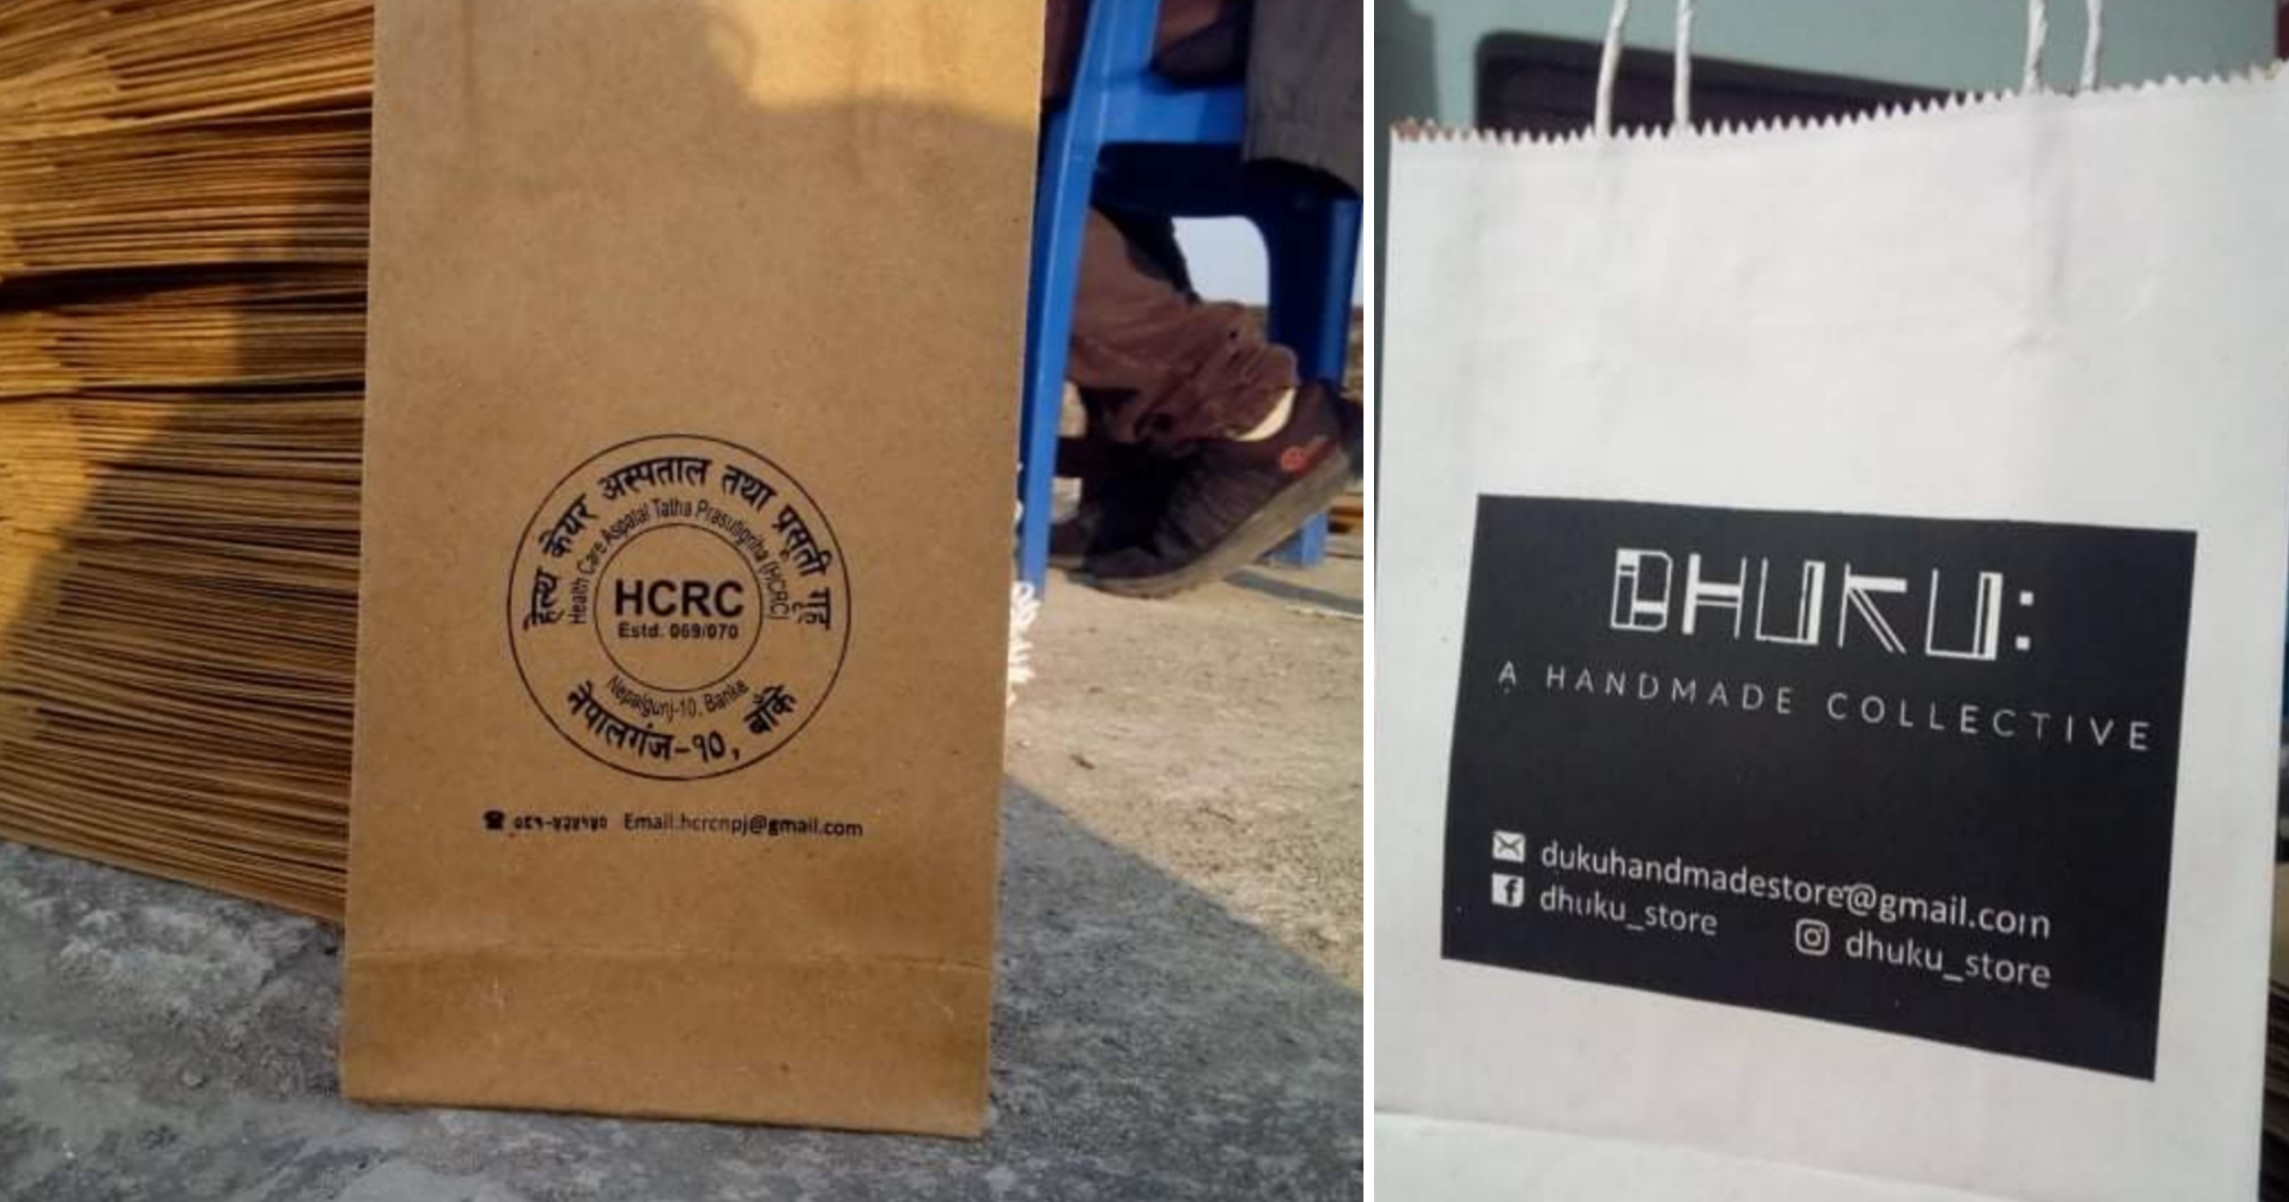 हेल्थ केयर अस्पताल तथा प्रसूती गृह
Health Care Aspatal Tatha Prasutigriha (HCRC)
HCRC
Estd. 069/070
Nepalgunj-10, Banke
नेपालगंज-१०, बाँके
Email:hcrcnpj@gmail.com
DHUKU:
A HANDMADE COLLECTIVE
dukuhandmadestore@gmail.com
dhuku_store
dhuku_store